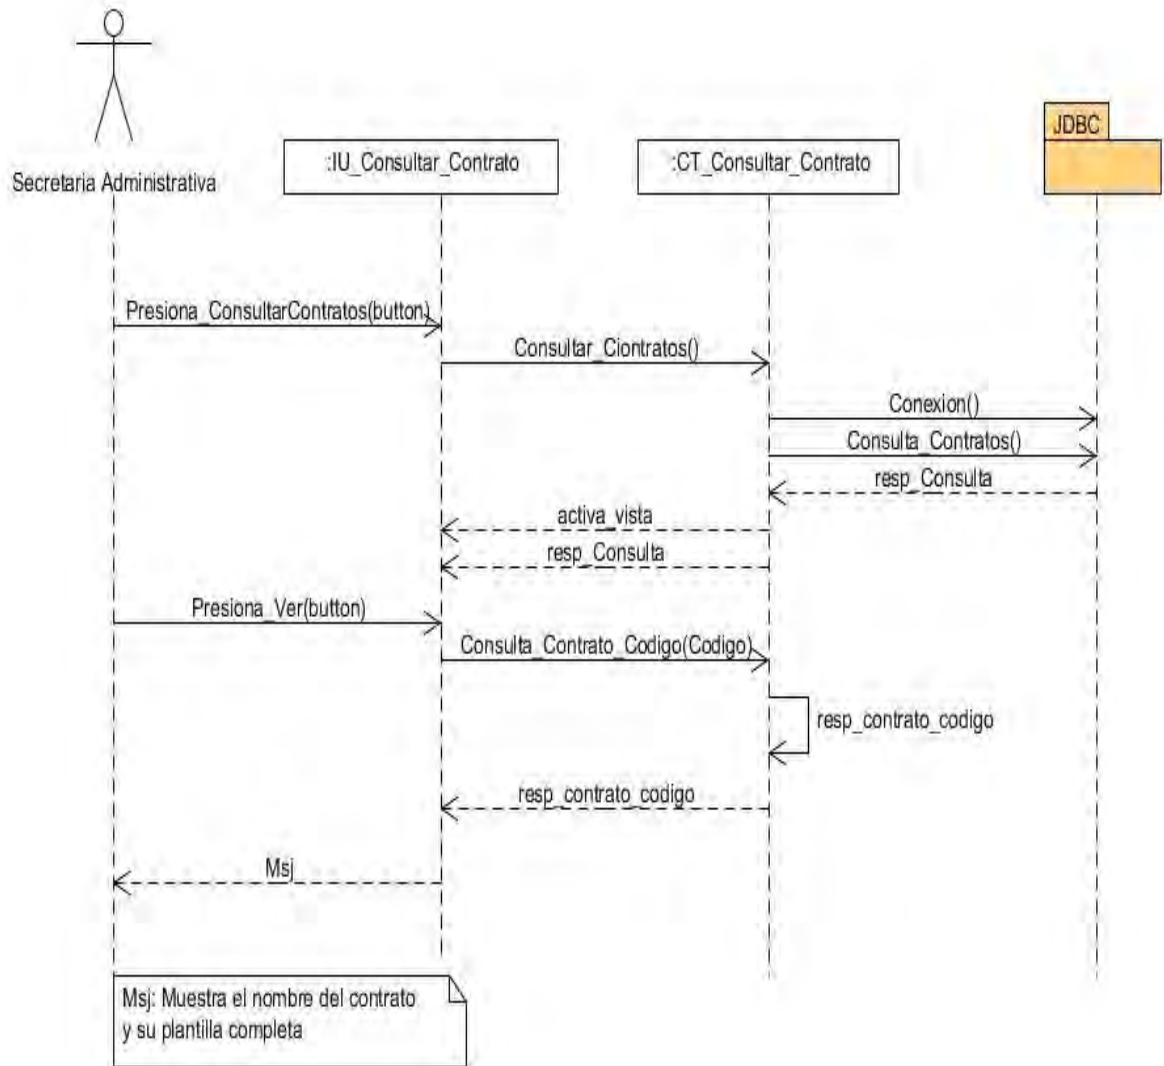 JDBC
Secretaria Administrativa
:IU_Consultar_Contrato
:CT_Consultar_Contrato
Presiona_ConsultarContratos(button)
Consultar_Ciontratos()
Conexion()
Consulta_Contratos()
resp_Consulta
activa_vista
resp_Consulta
Presiona_Ver(button)
Consulta_Contrato_Codigo(Codigo)
resp_contrato_codigo
resp_contrato_codigo
Msj
Msj: Muestra el nombre del contrato
y su plantilla completa